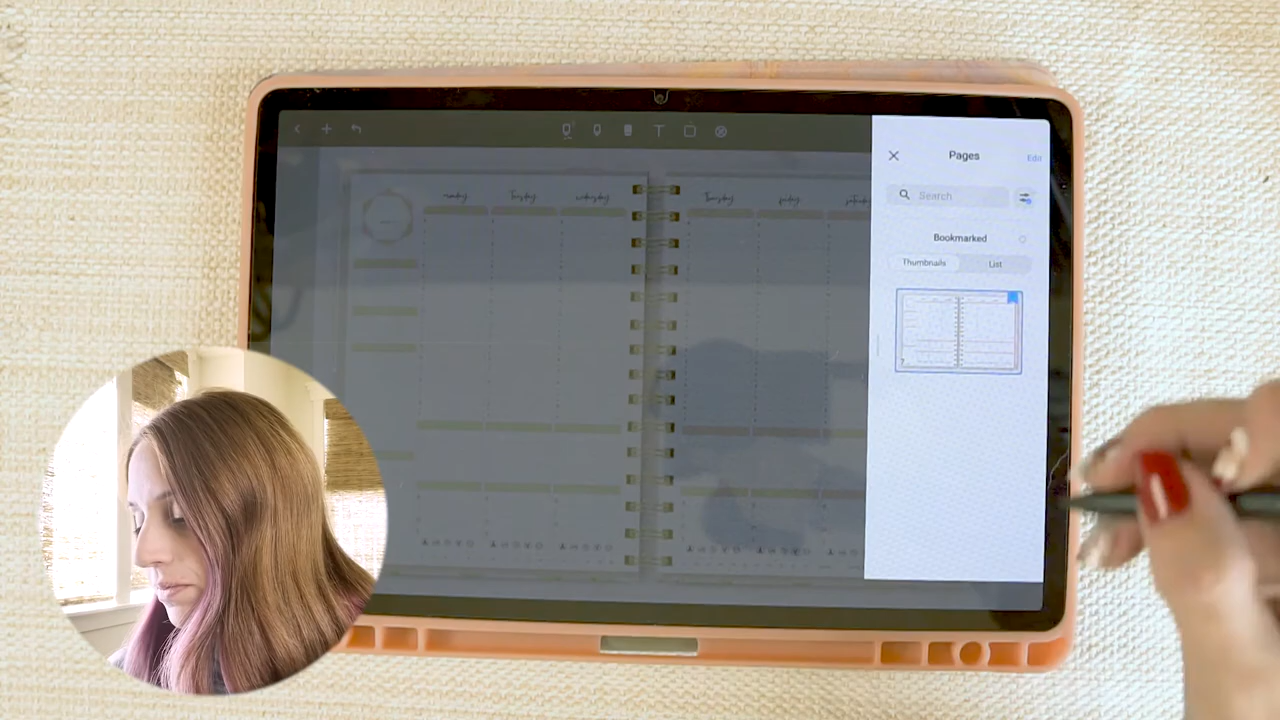 Pages
Edit
Search
Bookmarked
Thumbnails
List
monday
tuesday
wednesday
thursday
friday
T